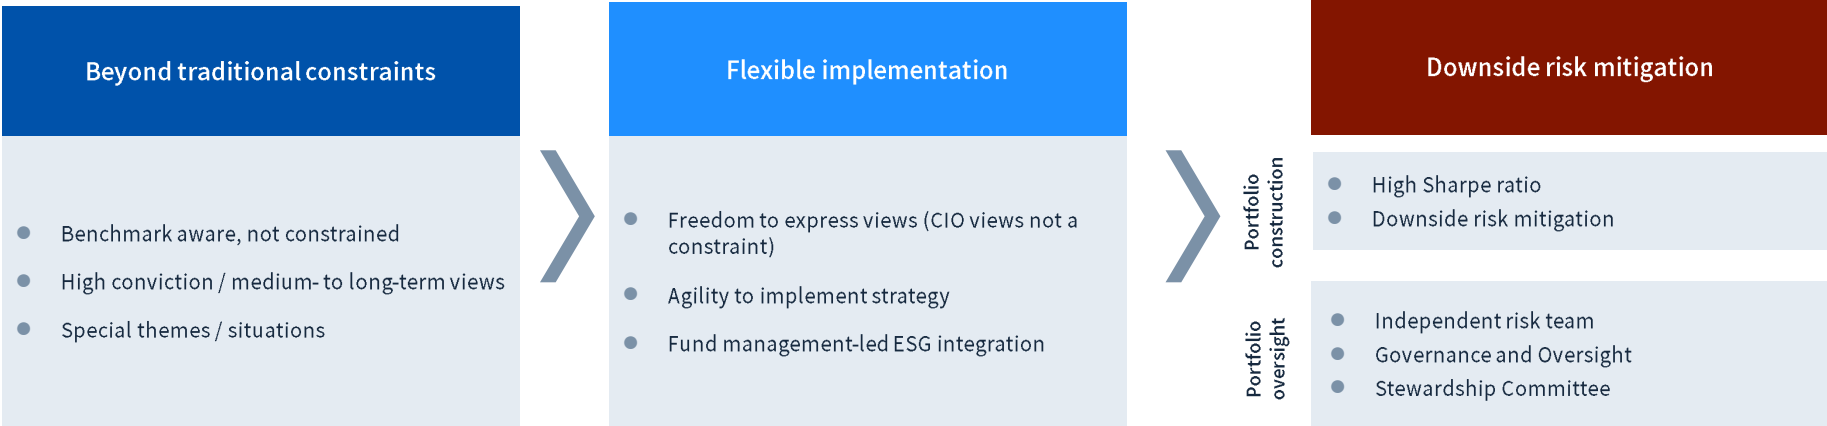 Beyond traditional constraints
Benchmark aware, not constrained
High conviction / medium- to long-term views
Special themes / situations
Flexible implementation
Freedom to express views (CIO views not a
constraint)
Agility to implement strategy
Fund management-led ESG integration
Downside risk mitigation
Portfolio
construction
High Sharpe ratio
Downside risk mitigation
Portfolio
oversight
Independent risk team
Governance and Oversight
Stewardship Committee